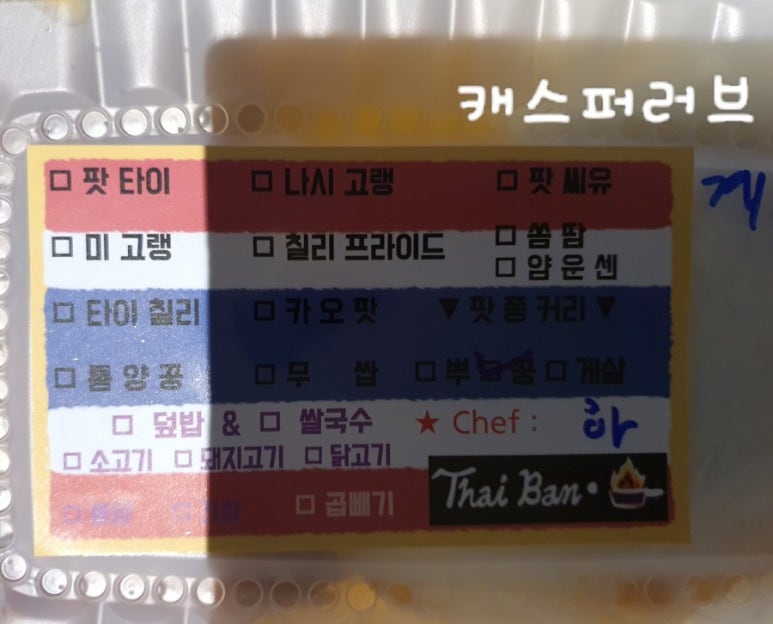 캐스퍼러브
□ 팟 타이 □ 나시 고랭 □ 팟 씨유
□ 미 고랭 □ 칠리 프라이드 □ 쏨 땀
□ 얌 운 센
□ 타이 칠리 □ 카 오 팟 ▼ 팟 퐁 커리 ▼
□ 똠 양 꿍 □ 무 쌉 □ 뿌 □ 꿍 □ 게살
□ 덮밥 & □ 쌀국수 ★ Chef : 하
□ 소고기 □ 돼지고기 □ 닭고기
□ 곱빼기 Thai Ban